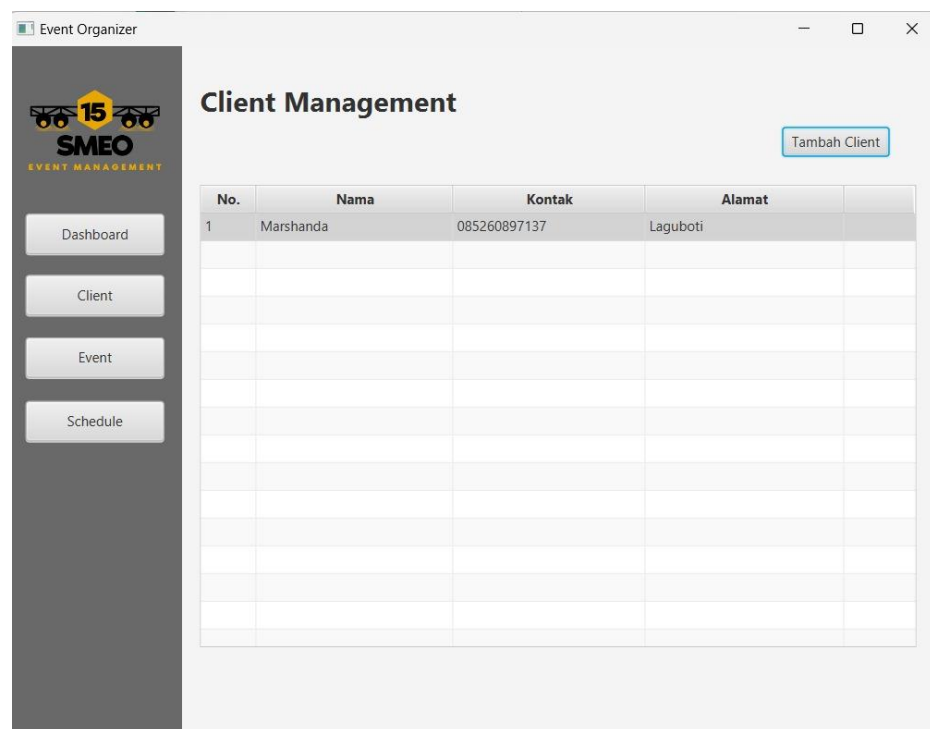 Event Organizer
15
SMEO
EVENT MANAGEMENT
Dashboard
Client
Event
Schedule
Client Management
Tambah Client
No. Nama Kontak Alamat
1 Marshanda 085260897137 Laguboti